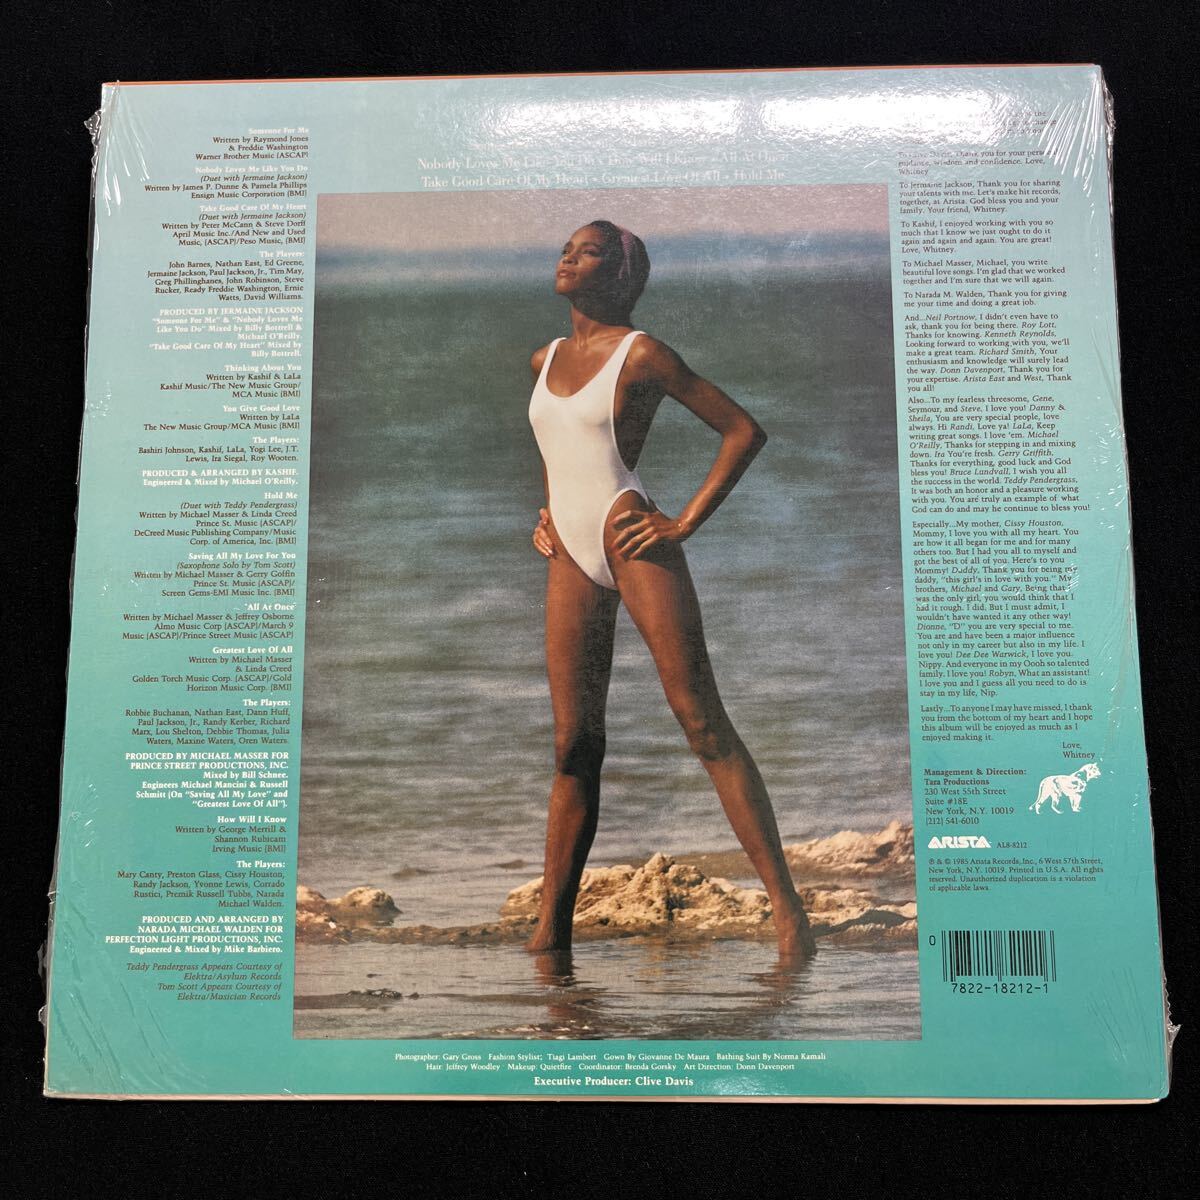 Nobody Loves Me Like You Do • How Will I Know • All At Once
Take Good Care Of My Heart • Greatest Love Of All • Hold Me
Someone For Me
Written by Raymond Jones
& Freddie Washington
Warner Brother Music (ASCAP)
Nobody Loves Me Like You Do
(Duet with Jermaine Jackson)
Written by James P. Dunne & Pamela Phillips
Ensign Music Corporation (BMI)
Take Good Care Of My Heart
(Duet with Jermaine Jackson)
Written by Peter McCann & Steve Dorff
April Music Inc./And New and Used
Music, (ASCAP)/Peso Music, (BMI)
The Players:
John Barnes, Nathan East, Ed Greene,
Jermaine Jackson, Paul Jackson, Jr., Tim May,
Greg Phillinghanes, John Robinson, Steve
Rucker, Ready Freddie Washington, Ernie
Watts, David Williams.
PRODUCED BY JERMAINE JACKSON
"Someone For Me" & "Nobody Loves Me
Like You Do" Mixed by Billy Bottrell &
Michael O'Reilly.
"Take Good Care Of My Heart" Mixed by
Billy Bottrell.
Thinking About You
Written by Kashif & LaLa
Kashif Music/The New Music Group/
MCA Music (BMI)
You Give Good Love
Written by LaLa
The New Music Group/MCA Music (BMI)
The Players:
Bashiri Johnson, Kashif, LaLa, Yogi Lee, J.T.
Lewis, Ira Siegal, Roy Wooten.
PRODUCED & ARRANGED BY KASHIF.
Engineered & Mixed by Michael O'Reilly.
Hold Me
(Duet with Teddy Pendergrass)
Written by Michael Masser & Linda Creed
Prince St. Music (ASCAP)/
DeCreed Music Publishing Company/Music
Corp. of America, Inc. (BMI)
Saving All My Love For You
(Saxophone Solo by Tom Scott)
Written by Michael Masser & Gerry Goffin
Prince St. Music (ASCAP)/
Screen Gems-EMI Music Inc. (BMI)
"All At Once"
Written by Michael Masser & Jeffrey Osborne
Almo Music Corp (ASCAP)/March 9
Music (ASCAP)/Prince Street Music (ASCAP)
Greatest Love Of All
Written by Michael Masser
& Linda Creed
Golden Torch Music Corp. (ASCAP)/Gold
Horizon Music Corp. (BMI)
The Players:
Robbie Buchanan, Nathan East, Dann Huff,
Paul Jackson, Jr., Randy Kerber, Richard
Marx, Lou Shelton, Debbie Thomas, Julia
Waters, Maxine Waters, Oren Waters.
PRODUCED BY MICHAEL MASSER FOR
PRINCE STREET PRODUCTIONS, INC.
Mixed by Bill Schnee.
Engineers Michael Mancini & Russell
Schmitt (On "Saving All My Love" and
"Greatest Love Of All").
How Will I Know
Written by George Merrill &
Shannon Rubicam
Irving Music (BMI)
The Players:
Mary Canty, Preston Glass, Cissy Houston,
Randy Jackson, Yvonne Lewis, Corrado
Rustici, Premik Russell Tubbs, Narada
Michael Walden.
PRODUCED AND ARRANGED BY
NARADA MICHAEL WALDEN FOR
PERFECTION LIGHT PRODUCTIONS, INC.
Engineered & Mixed by Mike Barbiero.
Teddy Pendergrass Appears Courtesy of
Elektra/Asylum Records
Tom Scott Appears Courtesy of
Elektra/Musician Records
To Clive Davis, Thank you for your personal
guidance, wisdom and confidence. Love,
Whitney
To Jermaine Jackson, Thank you for sharing
your talents with me. Let's make hit records,
together, at Arista. God bless you and your
family. Your friend, Whitney.
To Kashif, I enjoyed working with you so
much that I know we just ought to do it
again and again and again. You are great!
Love, Whitney.
To Michael Masser, Michael, you write
beautiful love songs. I'm glad that we worked
together and I'm sure that we will again.
To Narada M. Walden, Thank you for giving
me your time and doing a great job.
And...Neil Portnow, I didn't even have to
ask, thank you for being there. Roy Lott,
Thanks for knowing. Kenneth Reynolds,
Looking forward to working with you, we'll
make a great team. Richard Smith, Your
enthusiasm and knowledge will surely lead
the way. Donn Davenport, Thank you for
your expertise. Arista East and West, Thank
you all!
Also...To my fearless threesome, Gene,
Seymour, and Steve, I love you! Danny &
Sheila, You are very special people, love
always. Hi Randi, Love ya! LaLa, Keep
writing great songs. I love 'em. Michael
O'Reilly, Thanks for stepping in and mixing
down. Ira You're fresh. Gerry Griffith,
Thanks for everything, good luck and God
bless you! Bruce Lundvall, I wish you all
the success in the world. Teddy Pendergrass,
It was both an honor and a pleasure working
with you. You are truly an example of what
God can do and may he continue to bless you!
Especially...My mother, Cissy Houston,
Mommy, I love you with all my heart. You
are how it all began for me and for many
others too. But I had you all to myself and
got the best of all of you. Here's to you
Mommy! Daddy, Thank you for being my
daddy, "this girl's in love with you." My
brothers, Michael and Gary, Being that I
was the only girl, you would think that I
had it rough. I did. But I must admit, I
wouldn't have wanted it any other way!
Dionne, "D" you are very special to me.
You are and have been a major influence
not only in my career but also in my life. I
love you! Dee Dee Warwick, I love you.
Nippy. And everyone in my Oooh so talented
family. I love you! Robyn, What an assistant!
I love you and I guess all you need to do is
stay in my life, Nip.
Lastly...To anyone I may have missed, I thank
you from the bottom of my heart and I hope
this album will be enjoyed as much as I
enjoyed making it.
Love,
Whitney
Management & Direction:
Tara Productions
230 West 55th Street
Suite #18E
New York, N.Y. 10019
(212) 541-6010
ARISTA AL8-8212
℗ & © 1985 Arista Records, Inc., 6 West 57th Street,
New York, N.Y. 10019. Printed in U.S.A. All rights
reserved. Unauthorized duplication is a violation
of applicable laws.
0
7822-18212-1
Photographer: Gary Gross Fashion Stylist; Tiagi Lambert Gown By Giovanne De Maura Bathing Suit By Norma Kamali
Hair: Jeffrey Woodley Makeup: Quietfire Coordinator: Brenda Gorsky Art Direction: Donn Davenport
Executive Producer: Clive Davis